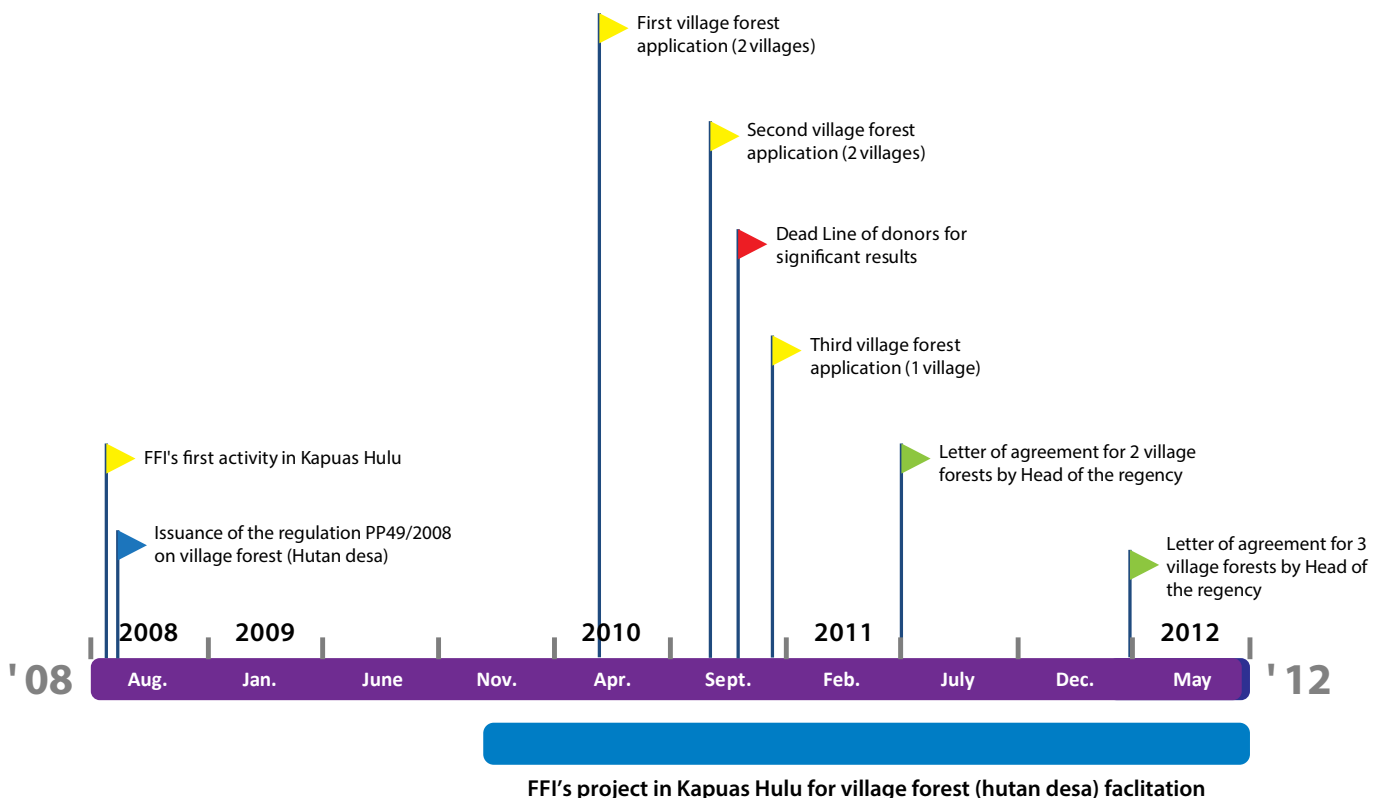 First village forest
application (2 villages)
Second village forest
application (2 villages)
Dead Line of donors for
significant results
Third village forest
application (1 village)
FFI's first activity in Kapuas Hulu
Letter of agreement for 2 village
forests by Head of the regency
Issuance of the regulation PP49/2008
on village forest (Hutan desa)
Letter of agreement for 3
village forests by Head of
the regency
2008 2009 2010 2011 2012
'08 Aug. Jan. June Nov. Apr. Sept. Feb. July Dec. May '12
FFI's project in Kapuas Hulu for village forest (hutan desa) faclitation